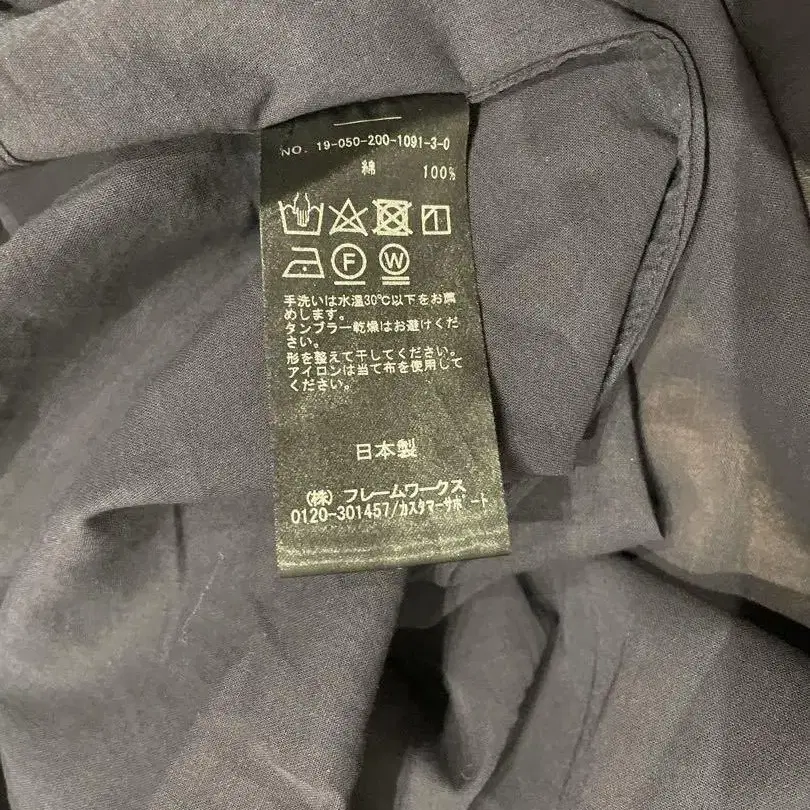 NO. 19-050-200-1091-3-0
綿 100%
F W
手洗いは水温30℃以下をお薦
めします。
タンブラー乾燥はお避けくだ
さい。
形を整えて干してください。
アイロンは当て布を使用して
ください。
日本製
(株) フレームワークス
0120-301457/カスタマーサポート